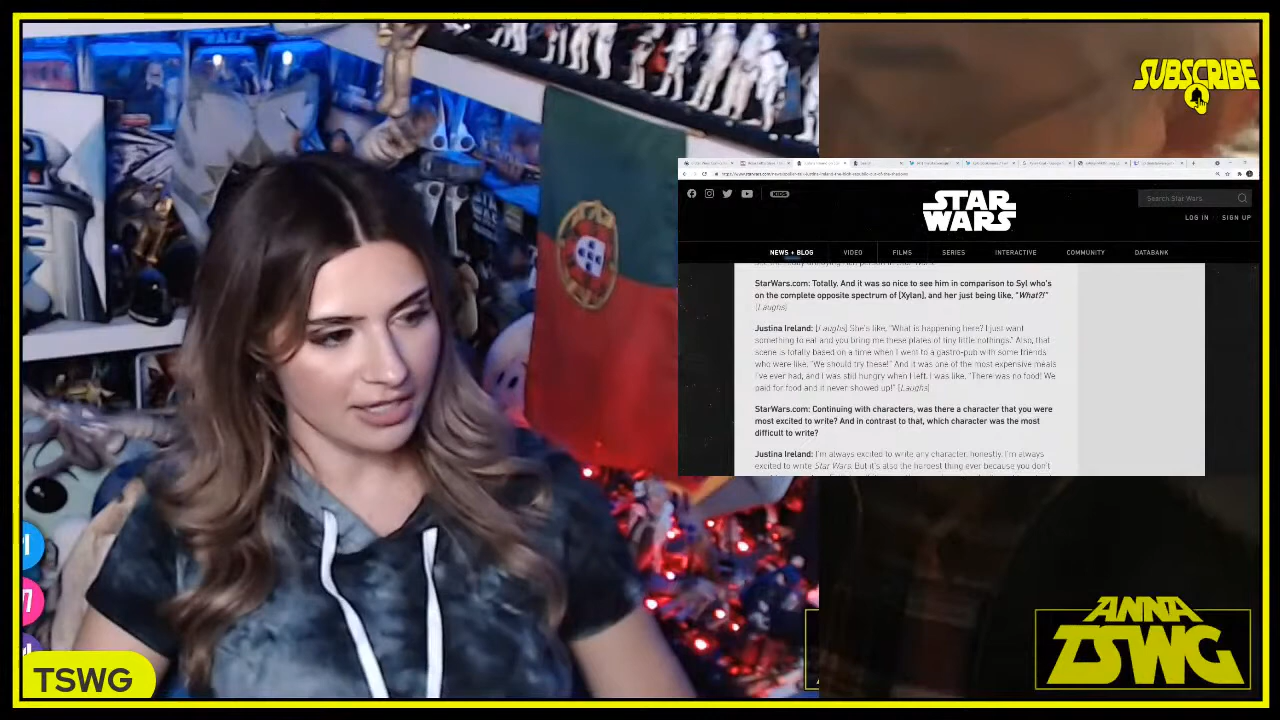 SUBSCRIBE
KIDS
STAR
WARS
Search Star Wars
LOG IN
SIGN UP
NEWS + BLOG
VIDEO
FILMS
SERIES
INTERACTIVE
COMMUNITY
DATABANK
StarWars.com: Totally. And it was so nice to see him in comparison to Syl who's
on the complete opposite spectrum of [Xylan], and her just being like, "What?!"
[Laughs]
Justina Ireland: [Laughs] She's like, "What is happening here? I just want
something to eat and you bring me these plates of tiny little nothings." Also, that
scene is totally based on a time when I went to a gastro-pub with some friends
who were like, "We should try these!" And it was one of the most expensive meals
I've ever had, and I was still hungry when I left. I was like, "There was no food! We
paid for food and it never showed up!" [Laughs]
StarWars.com: Continuing with characters, was there a character that you were
most excited to write? And in contrast to that, which character was the most
difficult to write?
Justina Ireland: I'm always excited to write any character, honestly. I'm always
excited to write Star Wars. But it's also the hardest thing ever because you don't
ANNA
TSWG
TSWG